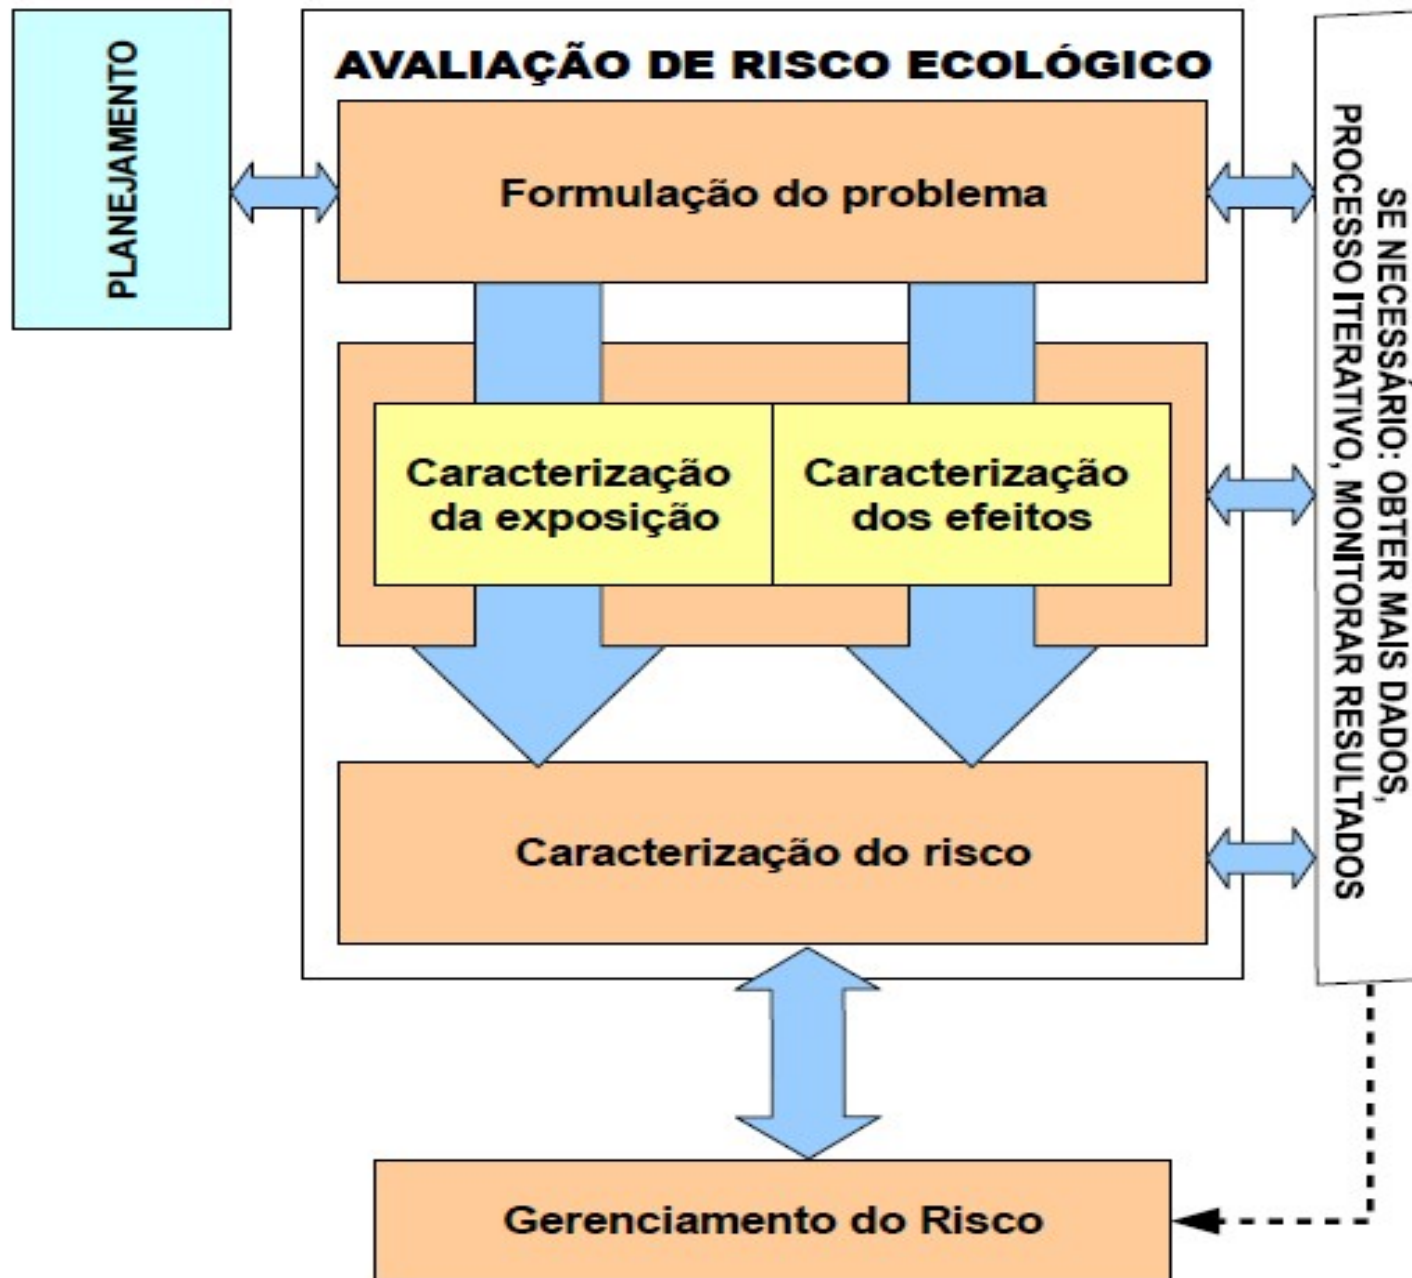 PLANEJAMENTO
AVALIAÇÃO DE RISCO ECOLÓGICO
Formulação do problema
Caracterização
da exposição
Caracterização
dos efeitos
Caracterização do risco
SE NECESSÁRIO: OBTER MAIS DADOS,
PROCESSO ITERATIVO, MONITORAR RESULTADOS
Gerenciamento do Risco